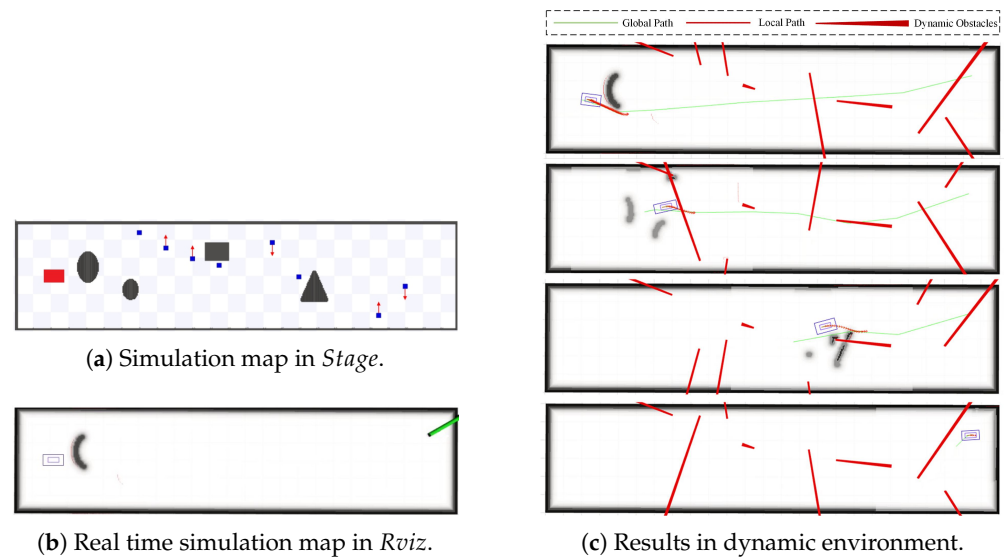 Global Path Local Path Dynamic Obstacles
(a) Simulation map in Stage.
(b) Real time simulation map in Rviz.
(c) Results in dynamic environment.